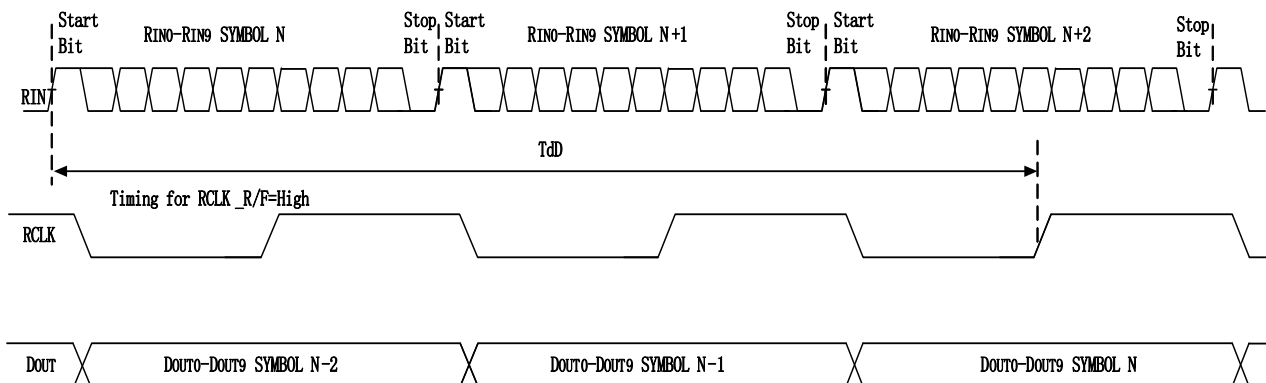 Start Bit
RIN0-RIN9 SYMBOL N
Stop Bit
Start Bit
RIN0-RIN9 SYMBOL N+1
Stop Bit
Start Bit
RIN0-RIN9 SYMBOL N+2
Stop Bit
RIN
TdD
Timing for RCLK _R/F=High
RCLK
DOUT
DOUT0-DOUT9 SYMBOL N-2
DOUT0-DOUT9 SYMBOL N-1
DOUT0-DOUT9 SYMBOL N